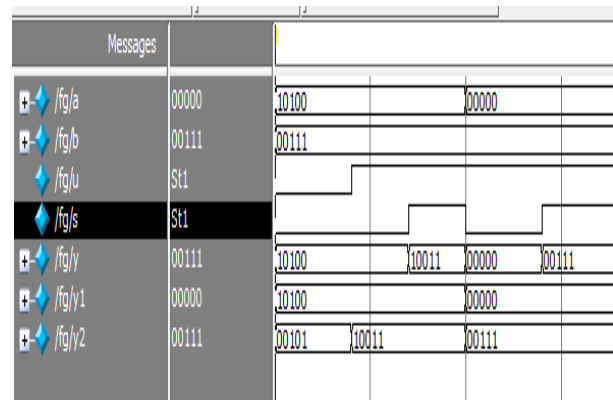 Messages
/fg/a 00000 10100 00000
/fg/b 00111 00111
/fg/u St1
/fg/s St1
/fg/y 00111 10100 10011 00000 00111
/fg/y1 00000 10100 00000
/fg/y2 00111 00101 10011 00111